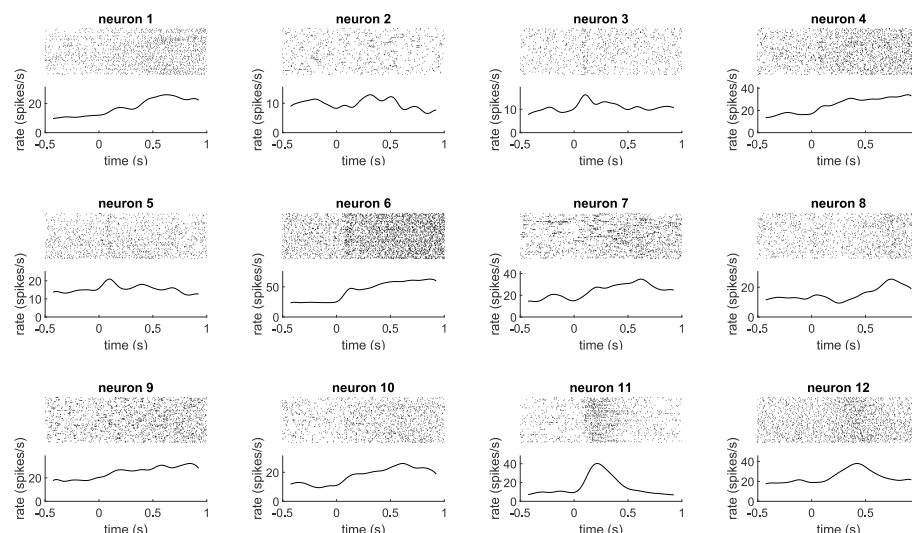 neuron 1
rate (spikes/s)
20
0
-0.5 0 0.5 1
time (s)
neuron 2
rate (spikes/s)
10
0
-0.5 0 0.5 1
time (s)
neuron 3
rate (spikes/s)
10
0
-0.5 0 0.5 1
time (s)
neuron 4
rate (spikes/s)
40
20
0
-0.5 0 0.5
time (s)
neuron 5
rate (spikes/s)
20
10
0
-0.5 0 0.5 1
time (s)
neuron 6
rate (spikes/s)
50
0
-0.5 0 0.5 1
time (s)
neuron 7
rate (spikes/s)
40
20
0
-0.5 0 0.5 1
time (s)
neuron 8
rate (spikes/s)
20
0
-0.5 0 0.5
time (s)
neuron 9
rate (spikes/s)
20
0
-0.5 0 0.5 1
time (s)
neuron 10
rate (spikes/s)
20
0
-0.5 0 0.5 1
time (s)
neuron 11
rate (spikes/s)
40
20
0
-0.5 0 0.5 1
time (s)
neuron 12
rate (spikes/s)
40
20
0
-0.5 0 0.5
time (s)